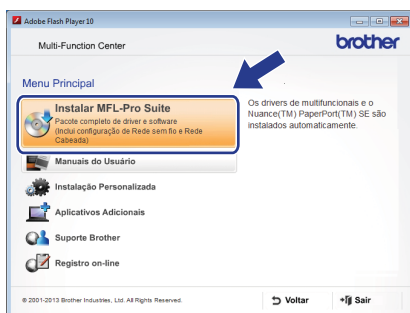 Adobe Flash Player 10
Multi-Function Center
brother
Menu Principal
Instalar MFL-Pro Suite
Pacote completo de driver e software
(Inclui configuração de Rede sem fio e Rede
Cabeada)
Os drivers de multifuncionais e o
Nuance(TM) PaperPort(TM) SE são
instalados automaticamente.
Manuais do Usuário
Instalação Personalizada
Aplicativos Adicionais
Suporte Brother
Registro on-line
© 2001-2013 Brother Industries, Ltd. All Rights Reserved.
Voltar
Sair